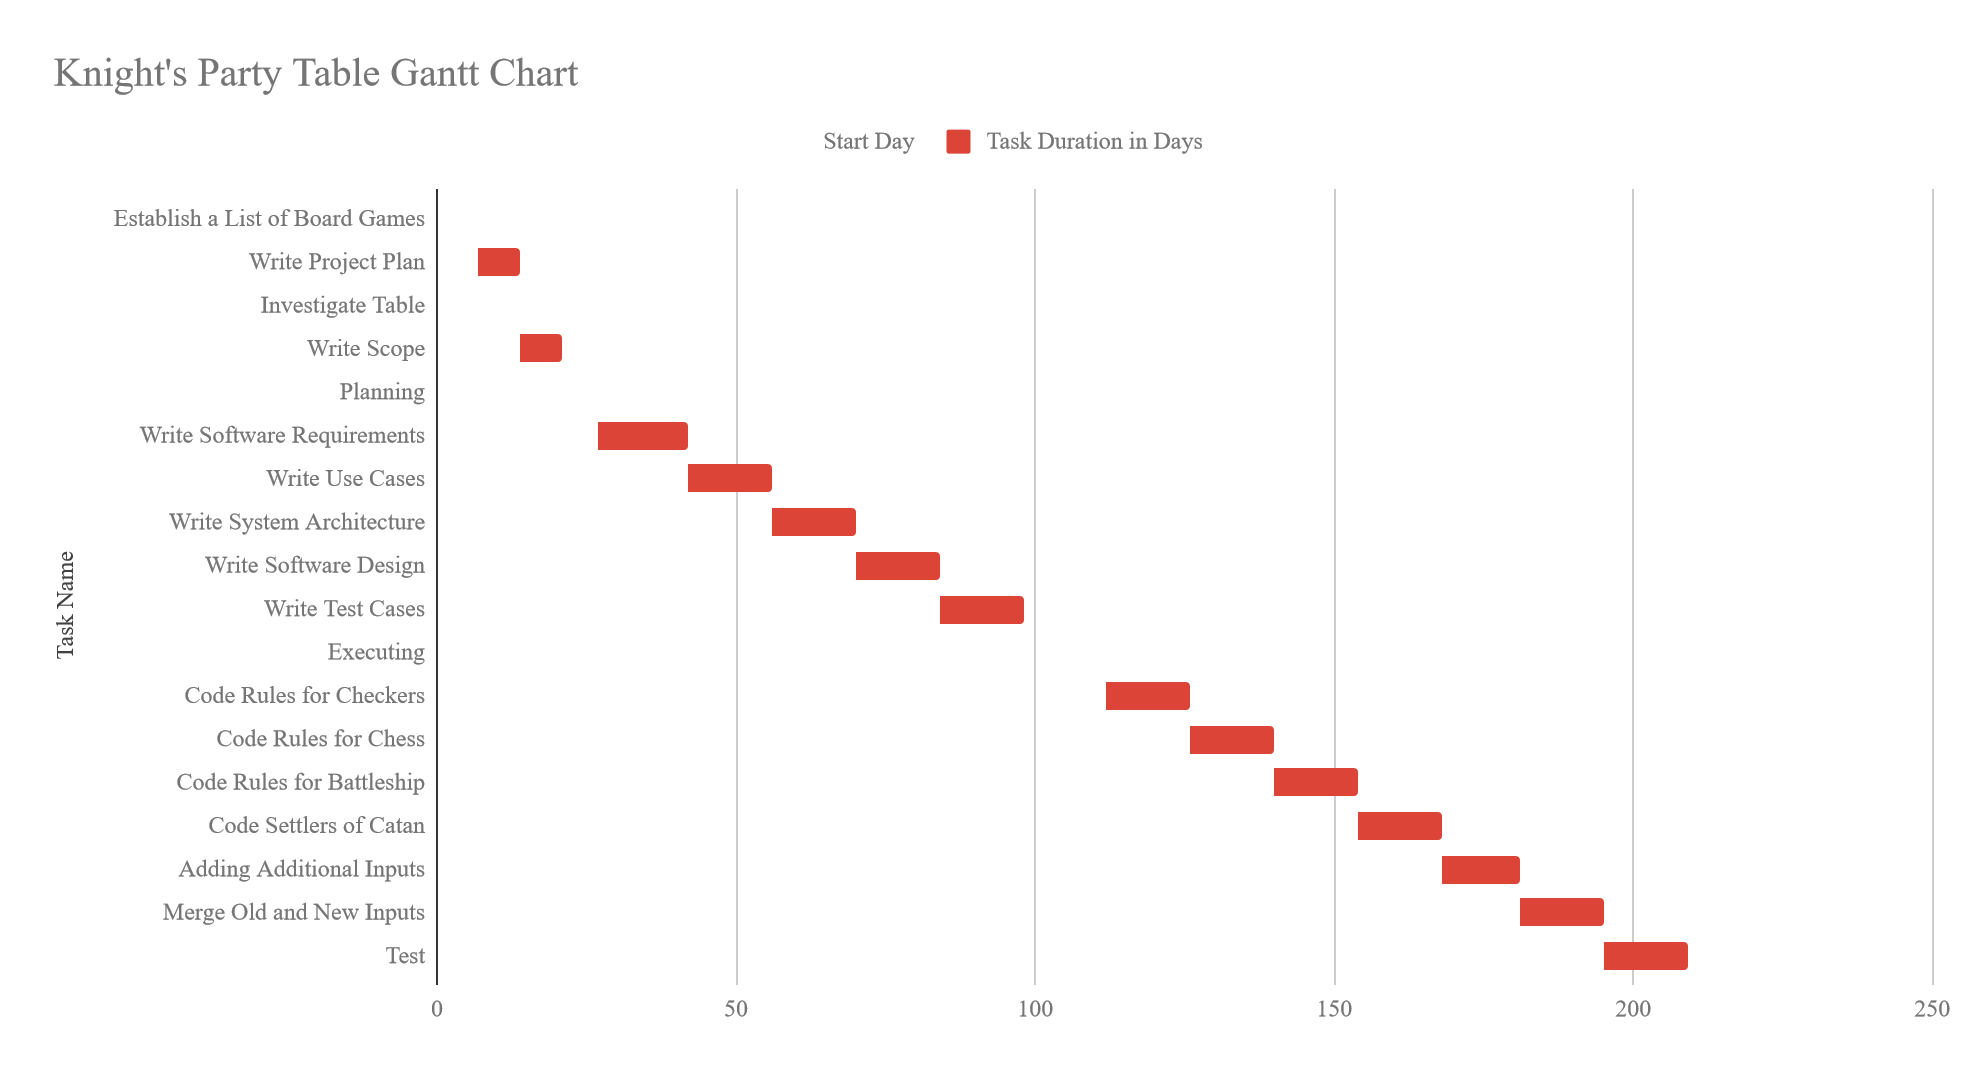 Knight's Party Table Gantt Chart
Start Day Task Duration in Days
Task Name
Establish a List of Board Games
Write Project Plan
Investigate Table
Write Scope
Planning
Write Software Requirements
Write Use Cases
Write System Architecture
Write Software Design
Write Test Cases
Executing
Code Rules for Checkers
Code Rules for Chess
Code Rules for Battleship
Code Settlers of Catan
Adding Additional Inputs
Merge Old and New Inputs
Test
0 50 100 150 200 250